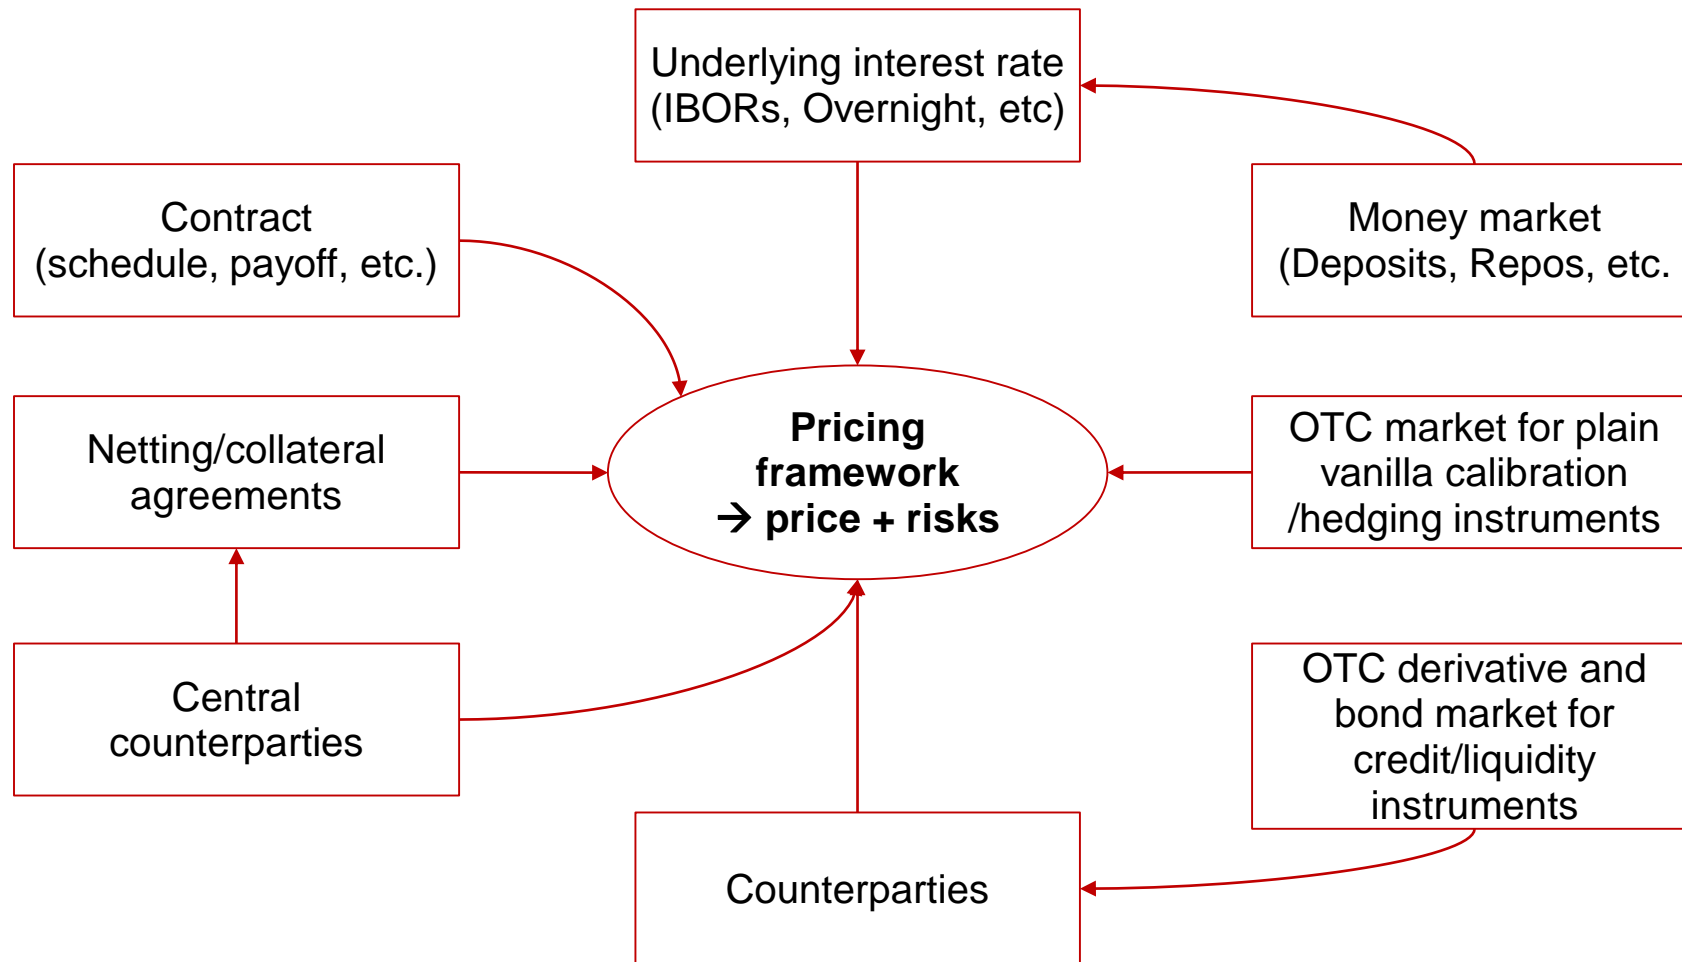 Underlying interest rate
(IBORs, Overnight, etc)
Contract
(schedule, payoff, etc.)
Money market
(Deposits, Repos, etc.
Netting/collateral
agreements
Pricing
framework
→ price + risks
OTC market for plain
vanilla calibration
/hedging instruments
Central
counterparties
OTC derivative and
bond market for
credit/liquidity
instruments
Counterparties